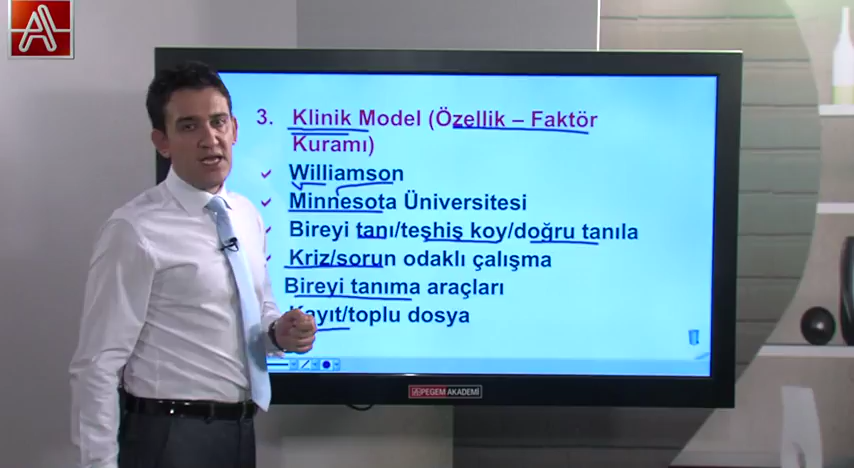 3. Klinik Model (Özellik – Faktör
Kuramı)
Williamson
Minnesota Üniversitesi
Bireyi tanı/teşhis koy/doğru tanıla
Kriz/sorun odaklı çalışma
Bireyi tanıma araçları
Kayıt/toplu dosya
PEGEM AKADEMİ